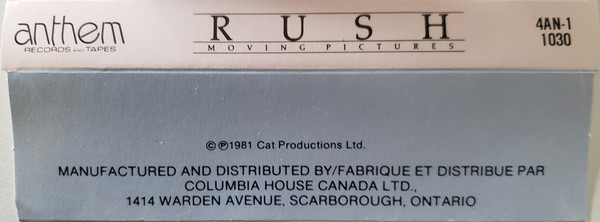 anthem
RECORDS AND TAPES
RUSH
MOVING PICTURES
4AN-1
1030
© ℗1981 Cat Productions Ltd.
MANUFACTURED AND DISTRIBUTED BY/FABRIQUE ET DISTRIBUE PAR
COLUMBIA HOUSE CANADA LTD.,
1414 WARDEN AVENUE, SCARBOROUGH, ONTARIO